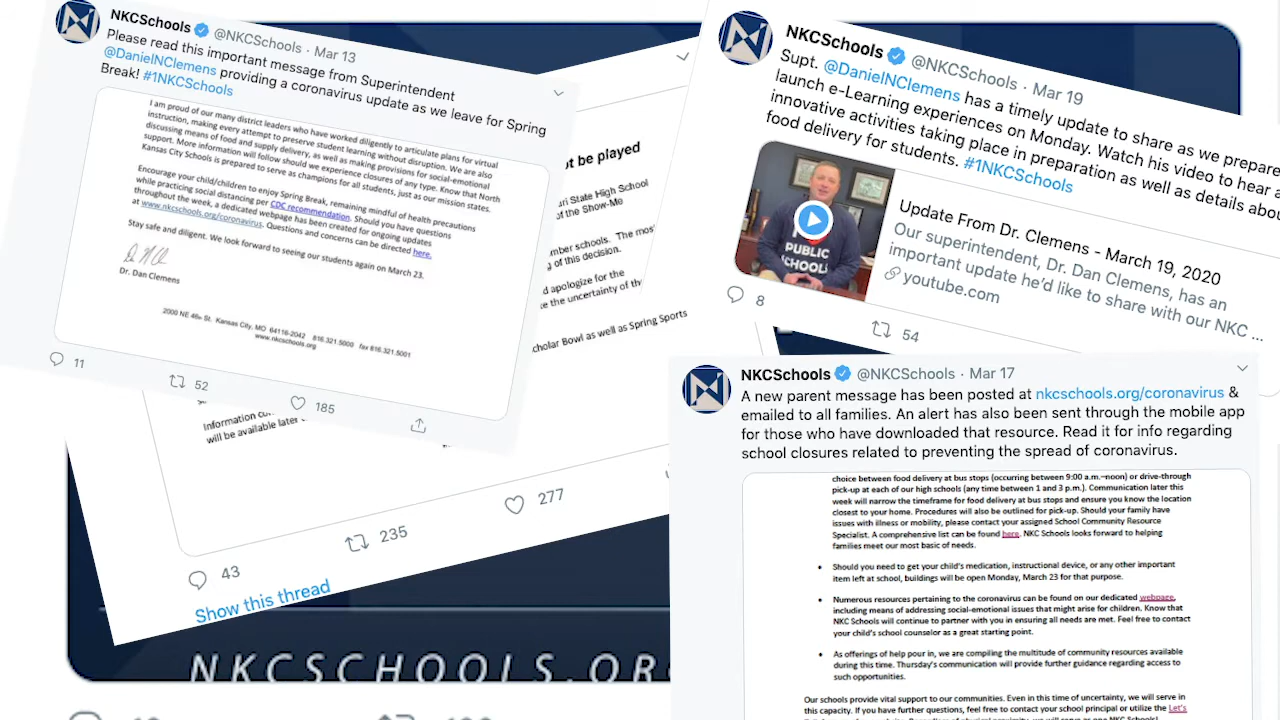 NKCSchools @NKCSchools · Mar 13
Please read this important message from Superintendent
@DanielNClemens providing a coronavirus update as we leave for Spring
Break! #1NKCSchools
I am proud of our many district leaders who have worked diligently to articulate plans for virtual
instruction, making every attempt to preserve student learning without disruption. We are also
discussing means of food and supply delivery, as well as making provisions for social-emotional
support. More information will follow should we experience closures of any type. Know that North
Kansas City Schools is prepared to serve as champions for all students, just as our mission states.
Encourage your child/children to enjoy Spring Break, remaining mindful of health precautions
while practicing social distancing per CDC recommendation. Should you have questions
throughout the week, a dedicated webpage has been created for ongoing updates
at www.nkcschools.org/coronavirus. Questions and concerns can be directed here.
Stay safe and diligent. We look forward to seeing our students again on March 23.
Dr. Dan Clemens
2000 NE 46th St. Kansas City, MO 64116-2042 816.321.5000 fax 816.321.5001
www.nkcschools.org
11
52
185
ot be played
uri State High School
of the Show-Me
mber schools. The mos
g of this decision.
d apologize for the
e the uncertainty of th
cholar Bowl as well as Spring Sports
Information
will be available later
43
235
277
Show this thread
NKCSchools @NKCSchools · Mar 19
Supt. @DanielNClemens has a timely update to share as we prepare
launch e-Learning experiences on Monday. Watch his video to hear a
innovative activities taking place in preparation as well as details abou
food delivery for students. #1NKCSchools
PUBLIC
SCHOOLS
Update From Dr. Clemens - March 19, 2020
Our superintendent, Dr. Dan Clemens, has an
important update he'd like to share with our NKC ...
youtube.com
8
54
NKCSchools @NKCSchools · Mar 17
A new parent message has been posted at nkcschools.org/coronavirus &
emailed to all families. An alert has also been sent through the mobile app
for those who have downloaded that resource. Read it for info regarding
school closures related to preventing the spread of coronavirus.
choice between food delivery at bus stops (occurring between 9:00 a.m.–noon) or drive-through
pick-up at each of our high schools (any time between 1 and 3 p.m.). Communication later this
week will narrow the timeframe for food delivery at bus stops and ensure you know the location
closest to your home. Procedures will also be outlined for pick-up. Should your family have
issues with illness or mobility, please contact your assigned School Community Resource
Specialist. A comprehensive list can be found here. NKC Schools looks forward to helping
families meet our most basic of needs.
• Should you need to get your child's medication, instructional device, or any other important
item left at school, buildings will be open Monday, March 23 for that purpose.
• Numerous resources pertaining to the coronavirus can be found on our dedicated webpage,
including means of addressing social-emotional issues that might arise for children. Know that
NKC Schools will continue to partner with you in ensuring all needs are met. Feel free to contact
your child's school counselor as a great starting point.
• As offerings of help pour in, we are compiling the multitude of community resources available
during this time. Thursday's communication will provide further guidance regarding access to
such opportunities.
Our schools provide vital support to our communities. Even in this time of uncertainty, we will serve in
this capacity. If you have further questions, feel free to contact your school principal or utilize the Let's
NKCSCHOOLS.ORG